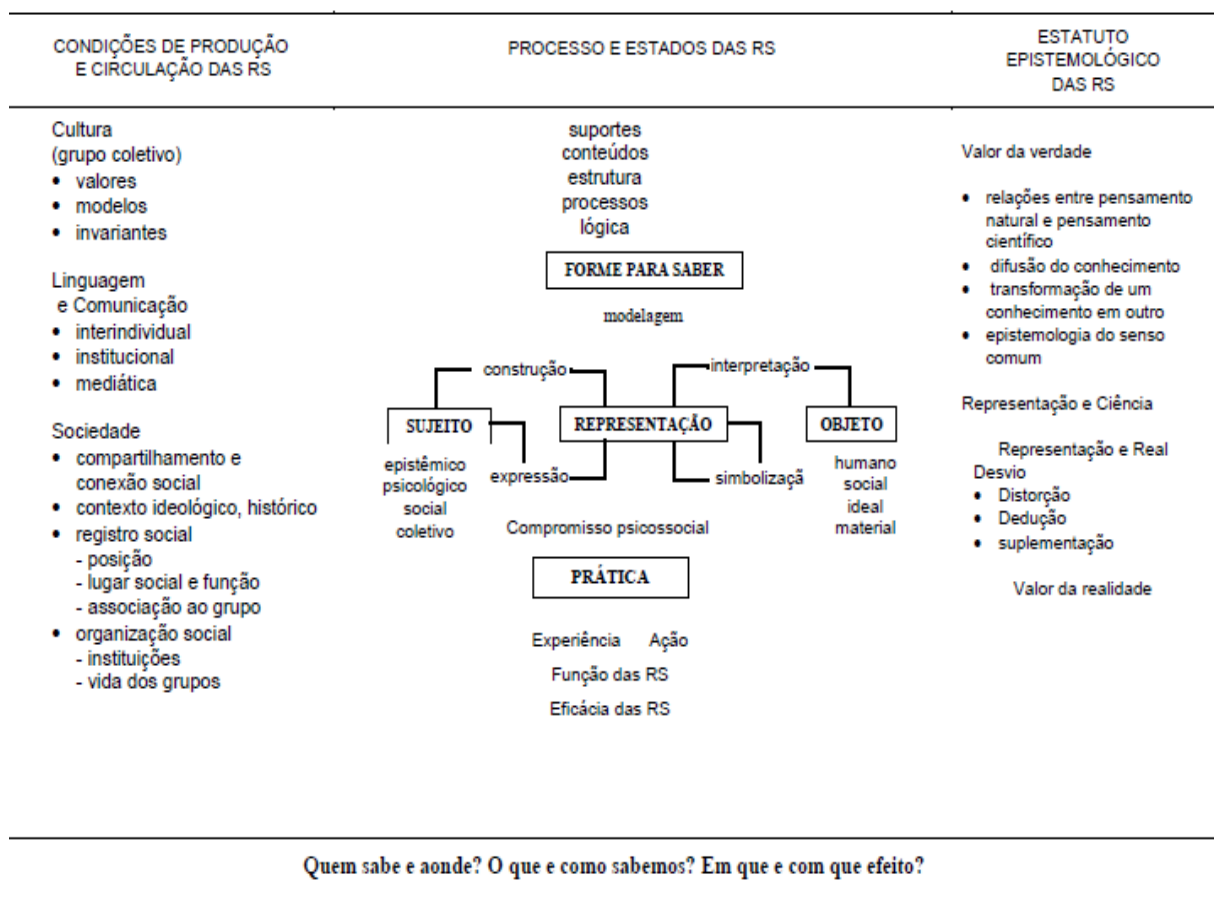 CONDIÇÕES DE PRODUÇÃO
E CIRCULAÇÃO DAS RS
PROCESSO E ESTADOS DAS RS
ESTATUTO
EPISTEMOLÓGICO
DAS RS
Cultura
(grupo coletivo)
• valores
• modelos
• invariantes
Linguagem
e Comunicação
• interindividual
• institucional
• mediática
Sociedade
• compartilhamento e
conexão social
• contexto ideológico, histórico
• registro social
- posição
- lugar social e função
- associação ao grupo
• organização social
- instituições
- vida dos grupos
suportes
conteúdos
estrutura
processos
lógica
FORME PARA SABER
modelagem
construção
interpretação
SUJEITO
REPRESENTAÇÃO
OBJETO
epistêmico
psicológico
social
coletivo
expressão
simbolizaçã
humano
social
ideal
material
Compromisso psicossocial
PRÁTICA
Experiência Ação
Função das RS
Eficácia das RS
Valor da verdade
• relações entre pensamento
natural e pensamento
científico
• difusão do conhecimento
• transformação de um
conhecimento em outro
• epistemologia do senso
comum
Representação e Ciência
Representação e Real
Desvio
• Distorção
• Dedução
• suplementação
Valor da realidade
Quem sabe e aonde? O que e como sabemos? Em que e com que efeito?